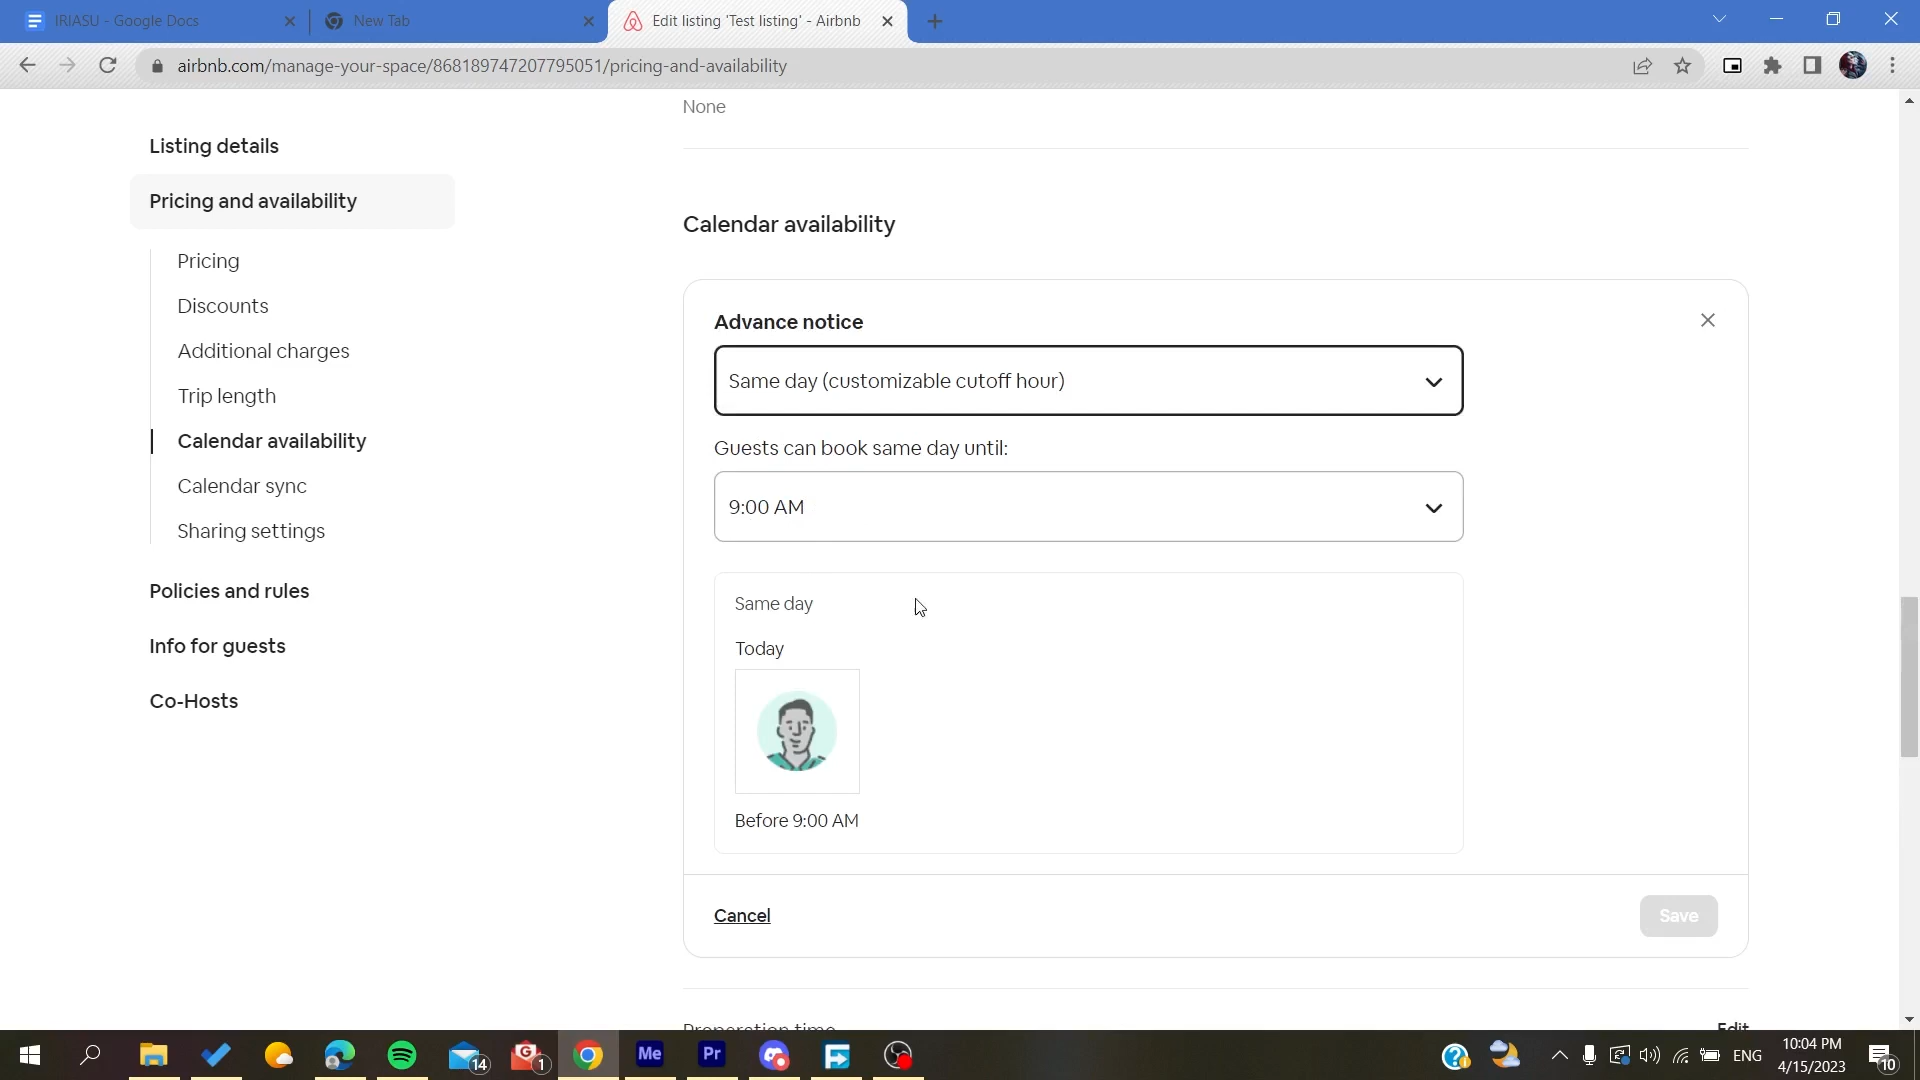 IRIASU - Google Docs
New Tab
Edit listing 'Test listing' - Airbnb
airbnb.com/manage-your-space/868189747207795051/pricing-and-availability
None
Listing details
Pricing and availability
Pricing
Discounts
Additional charges
Trip length
Calendar availability
Calendar sync
Sharing settings
Policies and rules
Info for guests
Co-Hosts
Calendar availability
Advance notice
Same day (customizable cutoff hour)
Guests can book same day until:
9:00 AM
Same day
Today
Before 9:00 AM
Cancel
Save
Preparation time
Edit
14
G
1
Me
Pr
ENG
10:04 PM
4/15/2023
10